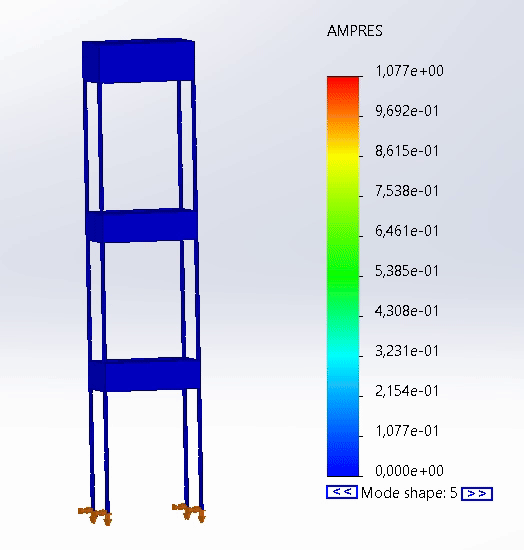 AMPRES
1,077e+00
9,692e-01
8,615e-01
7,538e-01
6,461e-01
5,385e-01
4,308e-01
3,231e-01
2,154e-01
1,077e-01
0,000e+00
<< Mode shape: 5 >>